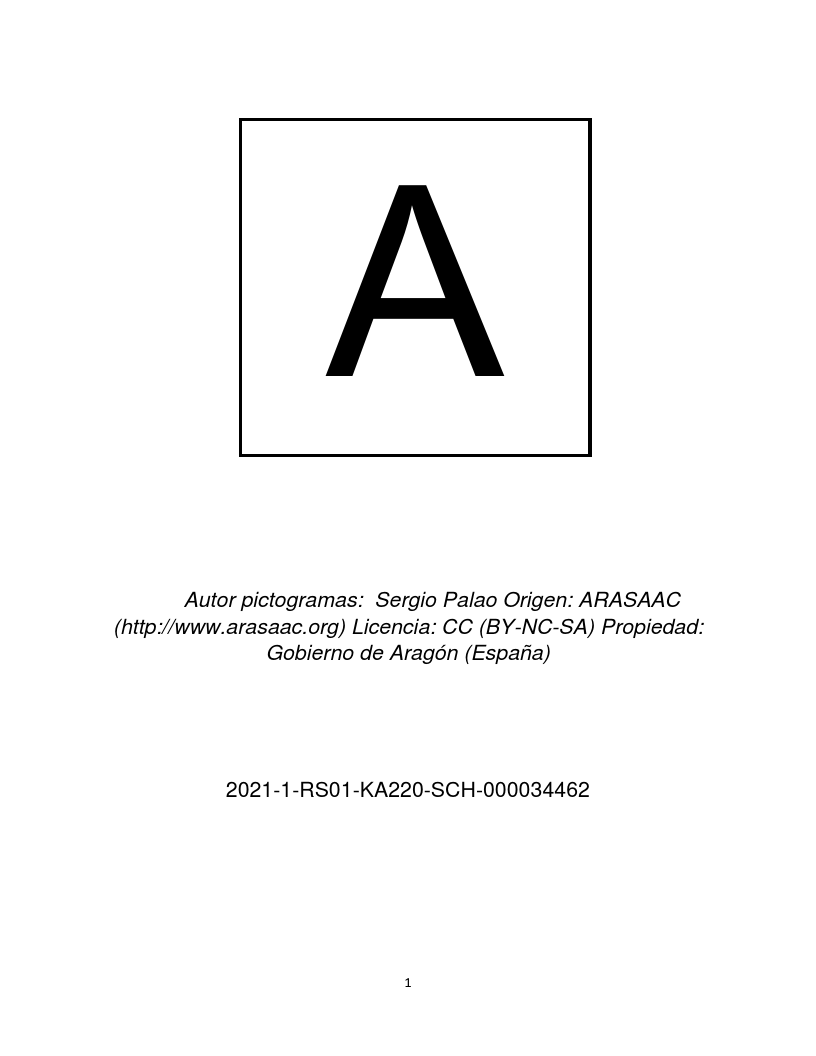 A
Autor pictogramas:  Sergio Palao Origen: ARASAAC
(http://www.arasaac.org) Licencia: CC (BY-NC-SA) Propiedad:
Gobierno de Aragón (España)
2021-1-RS01-KA220-SCH-000034462
1